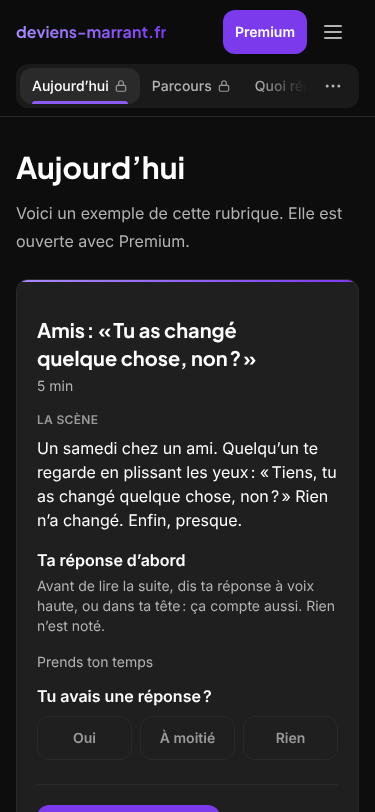 deviens-marrant.fr
Premium
Aujourd’hui
Parcours
Quoi
Aujourd’hui
Voici un exemple de cette rubrique. Elle est
ouverte avec Premium.
Amis : « Tu as changé
quelque chose, non ? »
5 min
LA SCÈNE
Un samedi chez un ami. Quelqu’un te
regarde en plissant les yeux : « Tiens, tu
as changé quelque chose, non ? » Rien
n’a changé. Enfin, presque.
Ta réponse d’abord
Avant de lire la suite, dis ta réponse à voix
haute, ou dans ta tête : ça compte aussi. Rien
n’est noté.
Prends ton temps
Tu avais une réponse ?
Oui
À moitié
Rien